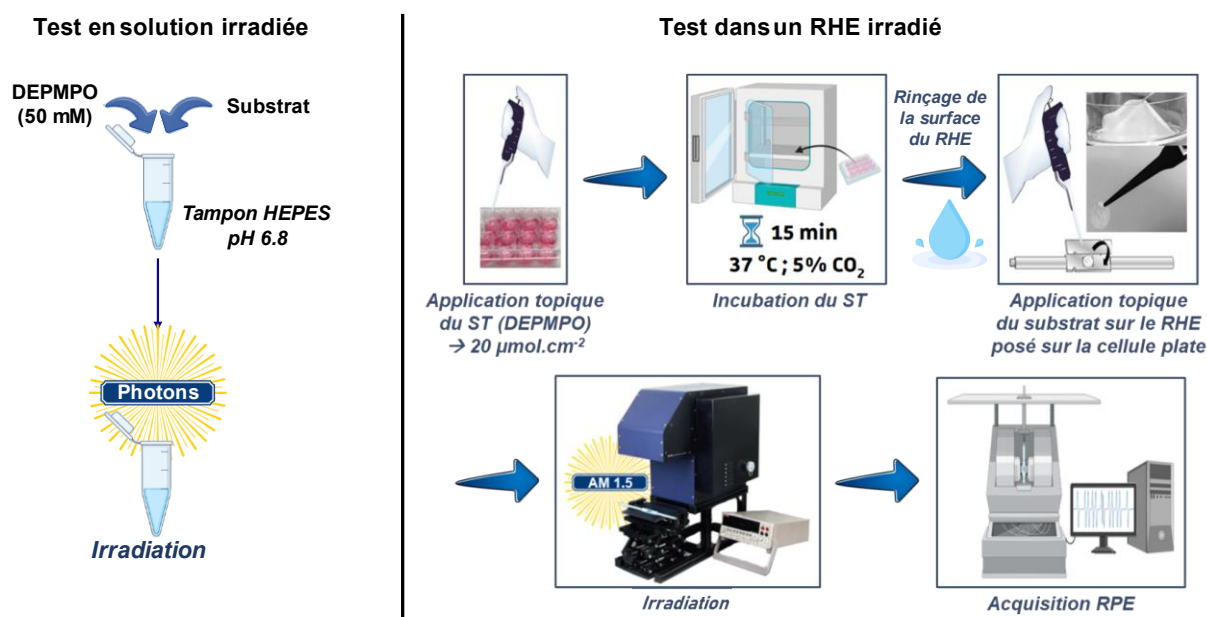 Test en solution irradiée
DEPMPO
(50 mM)
Substrat
Tampon HEPES
pH 6.8
Photons
Irradiation
Test dans un RHE irradié
Application topique
du ST (DEPMPO)
→ 20 µmol.cm⁻²
15 min
37 °C ; 5% CO₂
Incubation du ST
Rinçage de
la surface
du RHE
Application topique
du substrat sur le RHE
posé sur la cellule plate
AM 1.5
Irradiation
Acquisition RPE